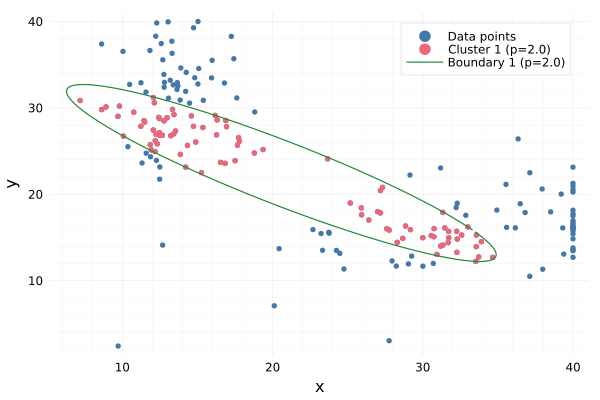 Data points
Cluster 1 (p=2.0)
Boundary 1 (p=2.0)
40
30
20
10
y
10 20 30 40
x